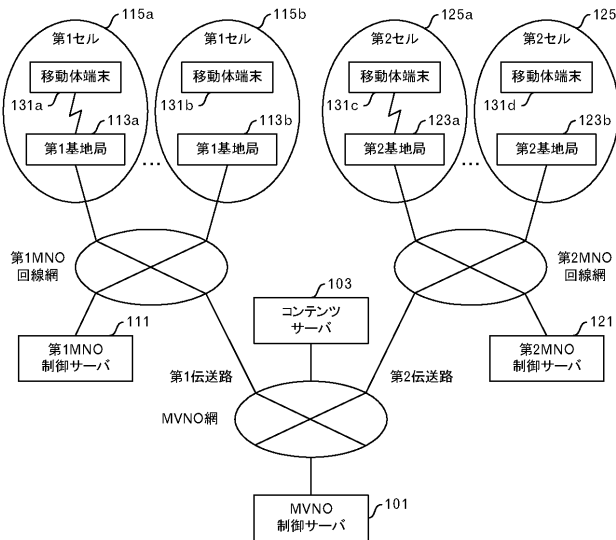 115a
115b
125a
125
第1セル
第1セル
第2セル
第2セル
移動体端末
移動体端末
移動体端末
移動体端末
131a
131b
131c
131d
113a
113b
123a
123b
第1基地局
第1基地局
第2基地局
第2基地局
...
...
第1MNO
回線網
第2MNO
回線網
103
コンテンツ
サーバ
111
第1MNO
制御サーバ
121
第2MNO
制御サーバ
第1伝送路
第2伝送路
MVNO網
MVNO
制御サーバ
101